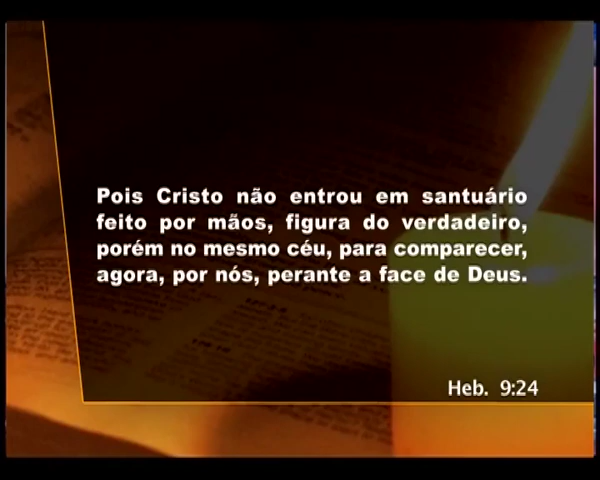 Pois Cristo não entrou em santuário
feito por mãos, figura do verdadeiro,
porém no mesmo céu, para comparecer,
agora, por nós, perante a face de Deus.
Heb. 9:24